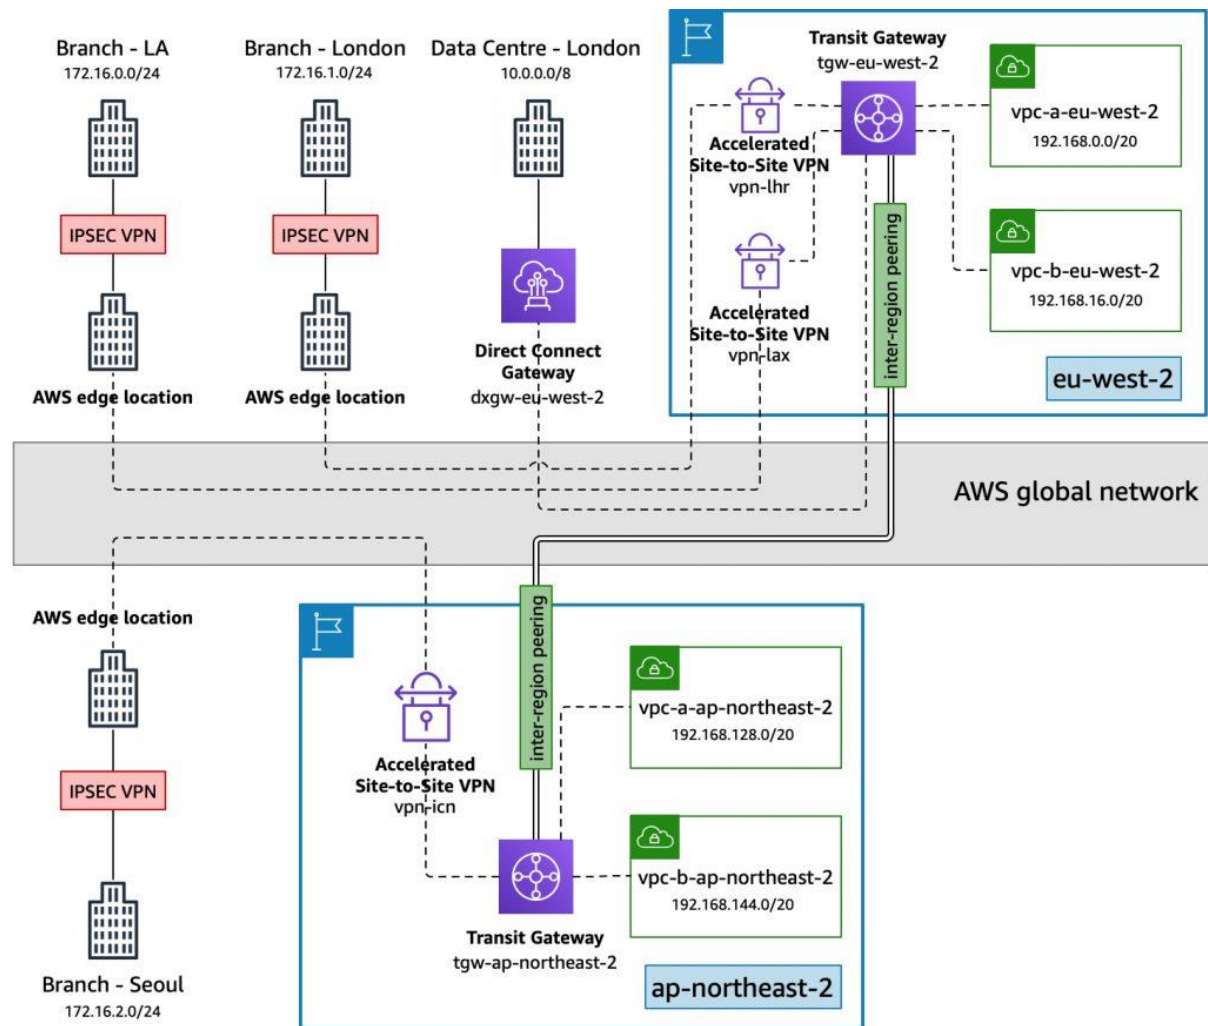 Branch - LA
172.16.0.0/24
Branch - London
172.16.1.0/24
Data Centre - London
10.0.0.0/8
IPSEC VPN
IPSEC VPN
AWS edge location
AWS edge location
Direct Connect
Gateway
dxgw-eu-west-2
Transit Gateway
tgw-eu-west-2
Accelerated
Site-to-Site VPN
vpn-lhr
Accelerated
Site-to-Site VPN
vpn-lax
vpc-a-eu-west-2
192.168.0.0/20
vpc-b-eu-west-2
192.168.16.0/20
inter-region peering
eu-west-2
AWS global network
AWS edge location
IPSEC VPN
Branch - Seoul
172.16.2.0/24
Accelerated
Site-to-Site VPN
vpn-icn
inter-region peering
Transit Gateway
tgw-ap-northeast-2
vpc-a-ap-northeast-2
192.168.128.0/20
vpc-b-ap-northeast-2
192.168.144.0/20
ap-northeast-2